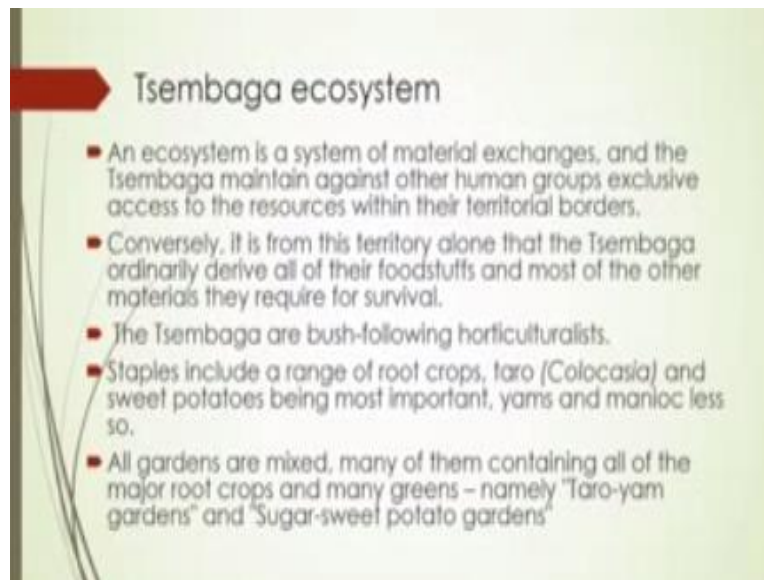 Tsembaga ecosystem
An ecosystem is a system of material exchanges, and the
Tsembaga maintain against other human groups exclusive
access to the resources within their territorial borders.
Conversely, it is from this territory alone that the Tsembaga
ordinarily derive all of their foodstuffs and most of the other
materials they require for survival.
The Tsembaga are bush-following horticulturalists.
Staples include a range of root crops, taro (Colocasia) and
sweet potatoes being most important, yams and manioc less
so.
All gardens are mixed, many of them containing all of the
major root crops and many greens – namely "Taro-yam
gardens" and "Sugar-sweet potato gardens"